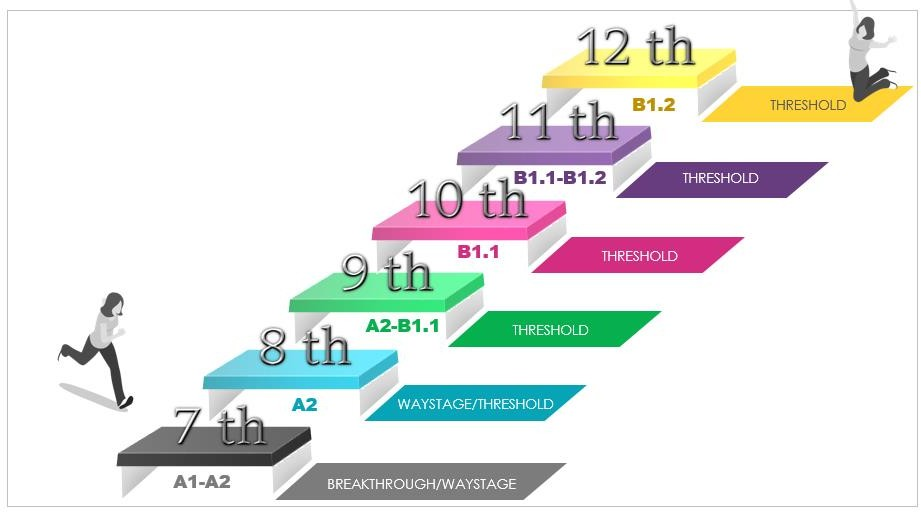 12 th
B1.2
THRESHOLD
11 th
B1.1-B1.2
THRESHOLD
10 th
B1.1
THRESHOLD
9 th
A2-B1.1
THRESHOLD
8 th
A2
WAYSTAGE/THRESHOLD
7 th
A1-A2
BREAKTHROUGH/WAYSTAGE